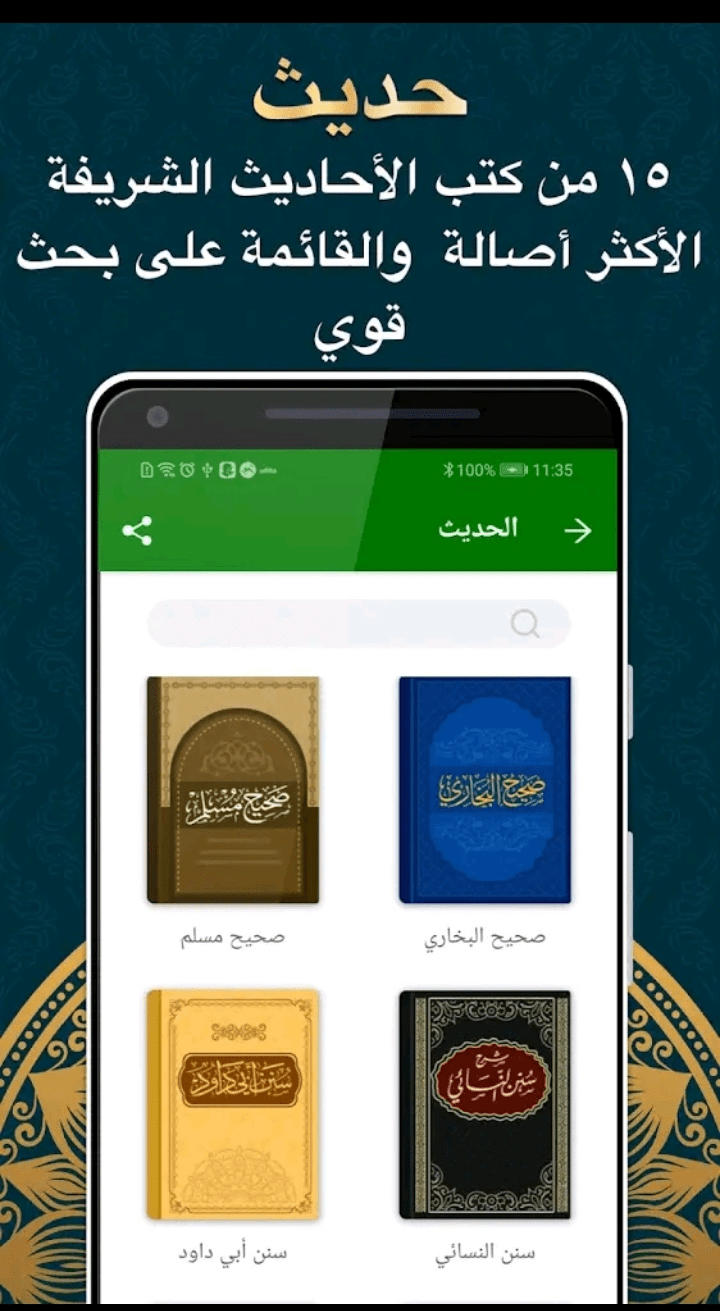 حديث
١٥ من كتب الأحاديث الشريفة
الأكثر أصالة والقائمة على بحث
قوي
100% 11:35
الحديث
صحيح البخاري
صحيح مسلم
صحيح البخاري
صحيح مسلم
شرح
سنن النسائي
سنن أبي داود
سنن النسائي
سنن أبي داود